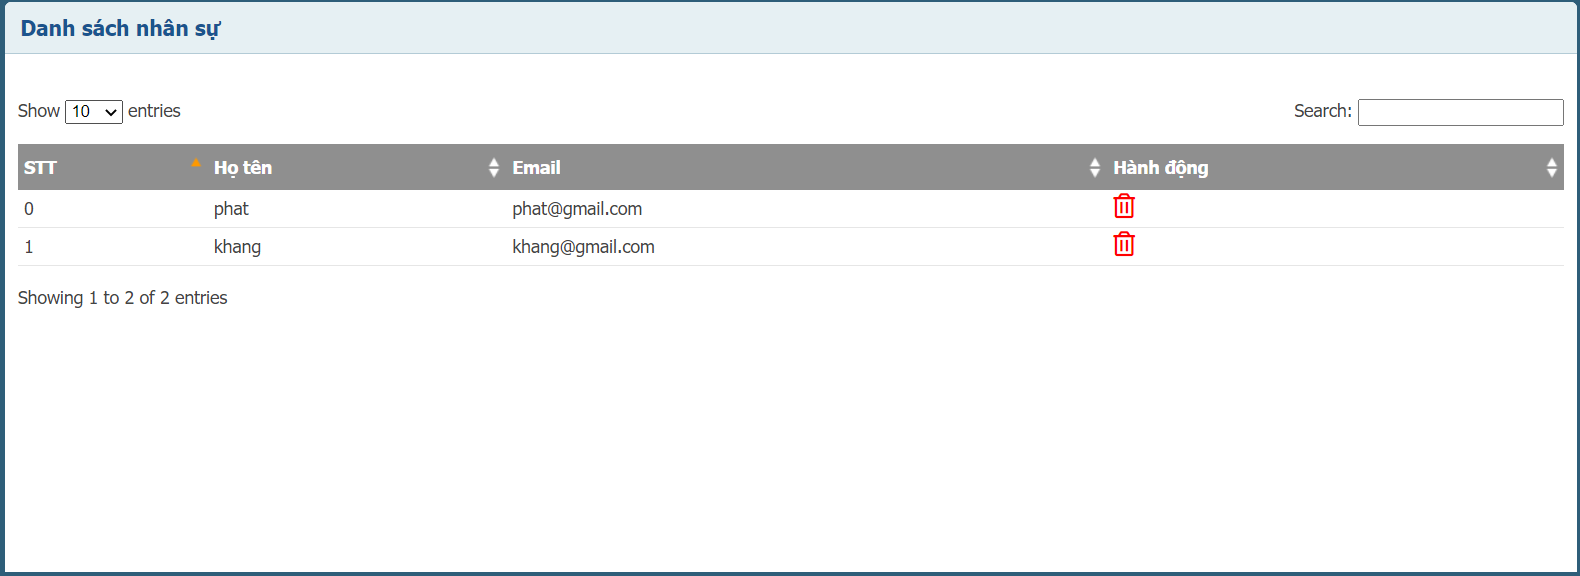 Danh sách nhân sự
Show 10 entries Search:
STT Họ tên Email Hành động
0 phat phat@gmail.com
1 khang khang@gmail.com
Showing 1 to 2 of 2 entries